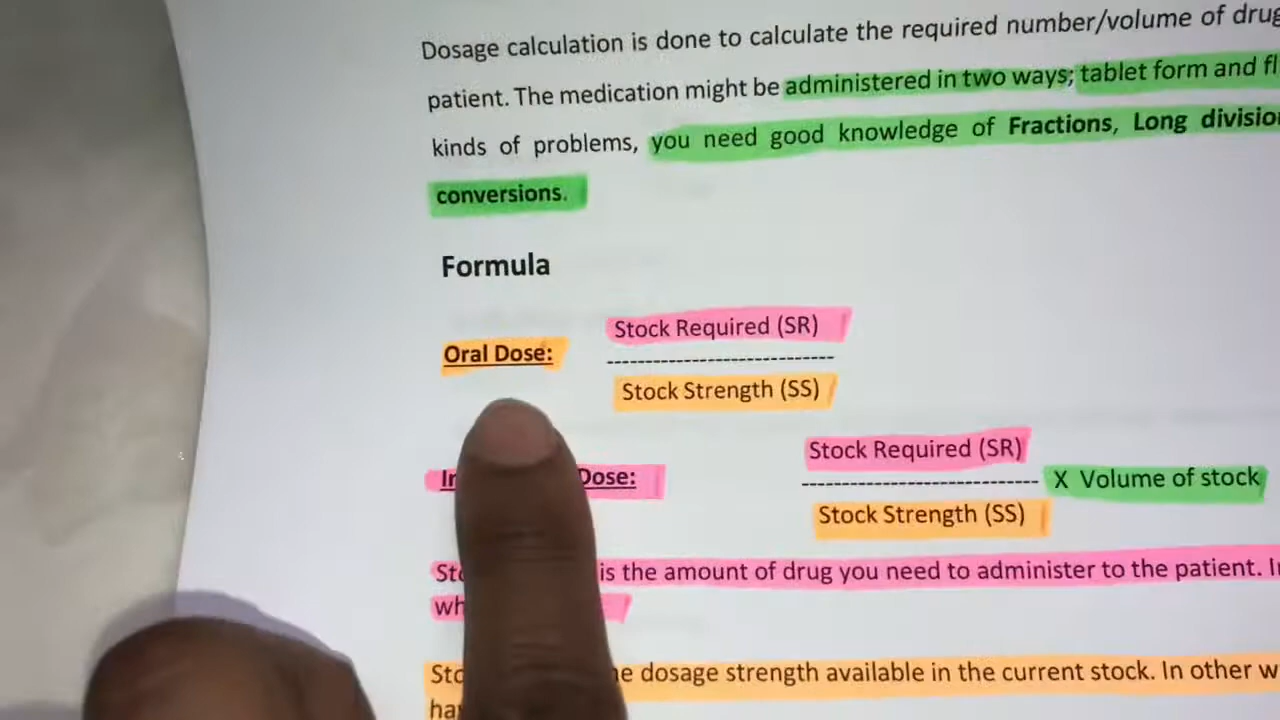 Dosage calculation is done to calculate the required number/volume of drug
patient. The medication might be administered in two ways; tablet form and
kinds of problems, you need good knowledge of Fractions, Long
conversions.
Formula
Stock Required (SR)
Oral Dose: ----------------------------
Stock Strength (SS)
Stock Required (SR)
Dose: ----------------------------- X Volume of stock
Stock Strength (SS)
is the amount of drug you need to administer to the patient.
dosage strength available in the current stock. In other